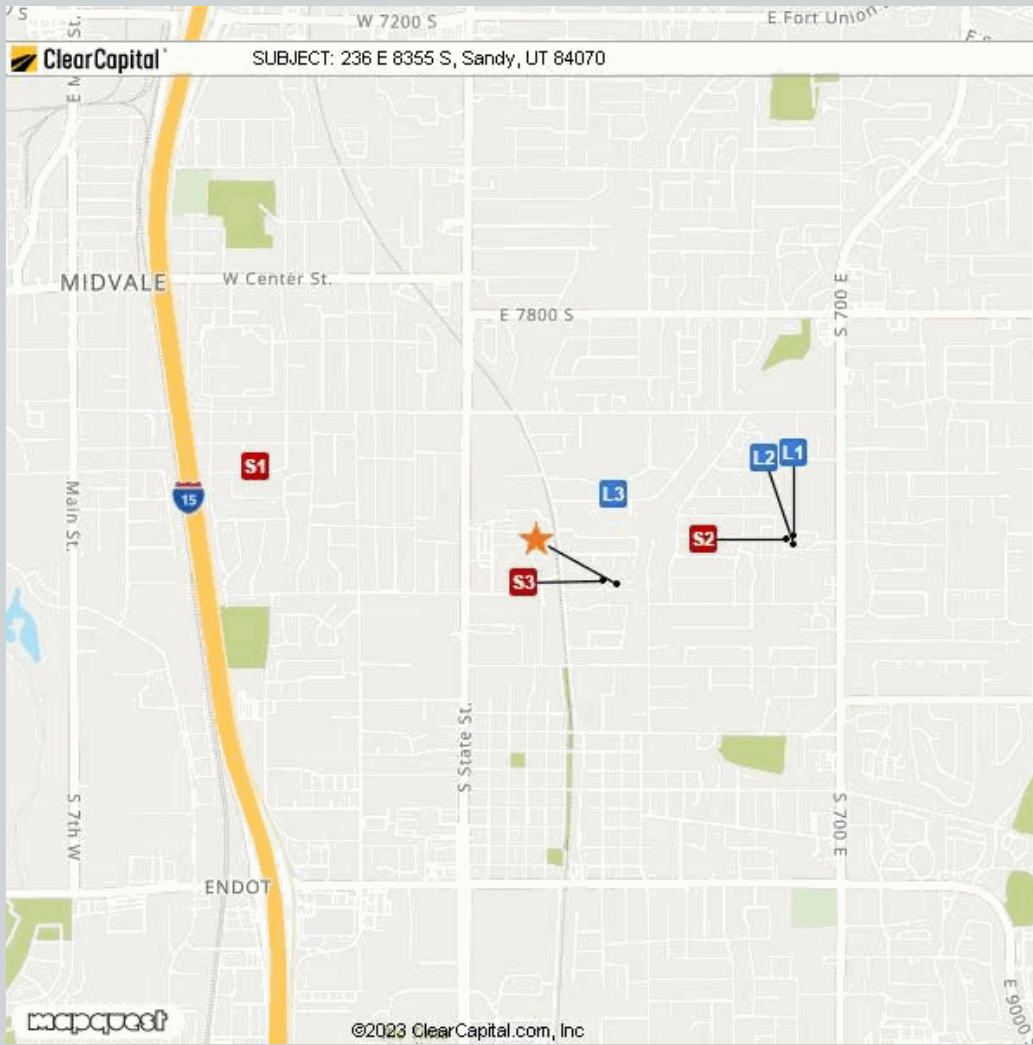 / S
W 7200 S
E Fort Union
ClearCapital
SUBJECT: 236 E 8355 S, Sandy, UT 84070
MIDVALE
W Center St.
E 7800 S
S 700 E
L2
L1
S1
L3
15
Main St.
S2
S3
S State St.
S 7th W
S 700 E
ENDOT
E 9000
mapquest
©2023 ClearCapital.com, Inc